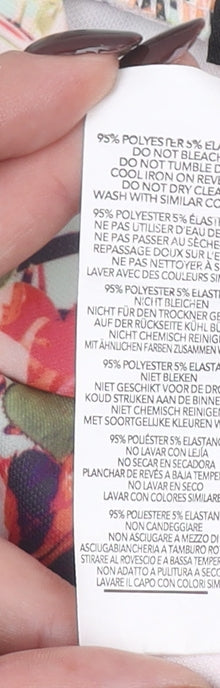 95% POLYESTER 5% ELA
DO NOT BLEACH
DO NOT TUMBLE D
COOL IRON ON REVE
DO NOT DRY CLEA
WASH WITH SIMILAR CO
95% POLYESTER 5% ÉLAST
NE PAS UTILISER D'EAU DE
NE PAS PASSER AU SÈCHE
REPASSAGE DOUX SUR L'E
NE PAS NETTOYER À S
LAVER AVEC DES COULEURS SIM
95% POLYESTER 5% ELASTI
NICHT BLEICHEN
NICHT FÜR DEN TROCKNER GE
AUF DER RÜCKSEITE KÜHL BÜ
NICHT CHEMISCH REINIGE
MIT ÄHNLICHEN FARBEN ZUSAMMEN W
95% POLYESTER 5% ELASTA
NIET BLEKEN
NIET GESCHIKT VOOR DE DRO
KOUD STRUKEN AAN DE BINNE
NIET CHEMISCH REINIGEN
MET SOORTGELIJKE KLEUREN W
95% POLIÉSTER 5% ELASTANO
NO LAVAR CON LEJÍA
NO SECAR EN SECADORA
PLANCHAR DE REVÉS A BAJA TEMPER
NO LAVAR EN SECO
LAVAR CON COLORES SIMILARE
95% POLIESTERE 5% ELASTAN
NON CANDEGGIARE
NON ASCIUGARE A MEZZO DI
ASCIUGABIANCHERIA A TAMBURO ROT
STIRARE AL ROVESCIO E A BASSA TEMPER
NON ADATTO A PULITURA A SECCO
LAVARE IL CAPO CON COLORI SIM